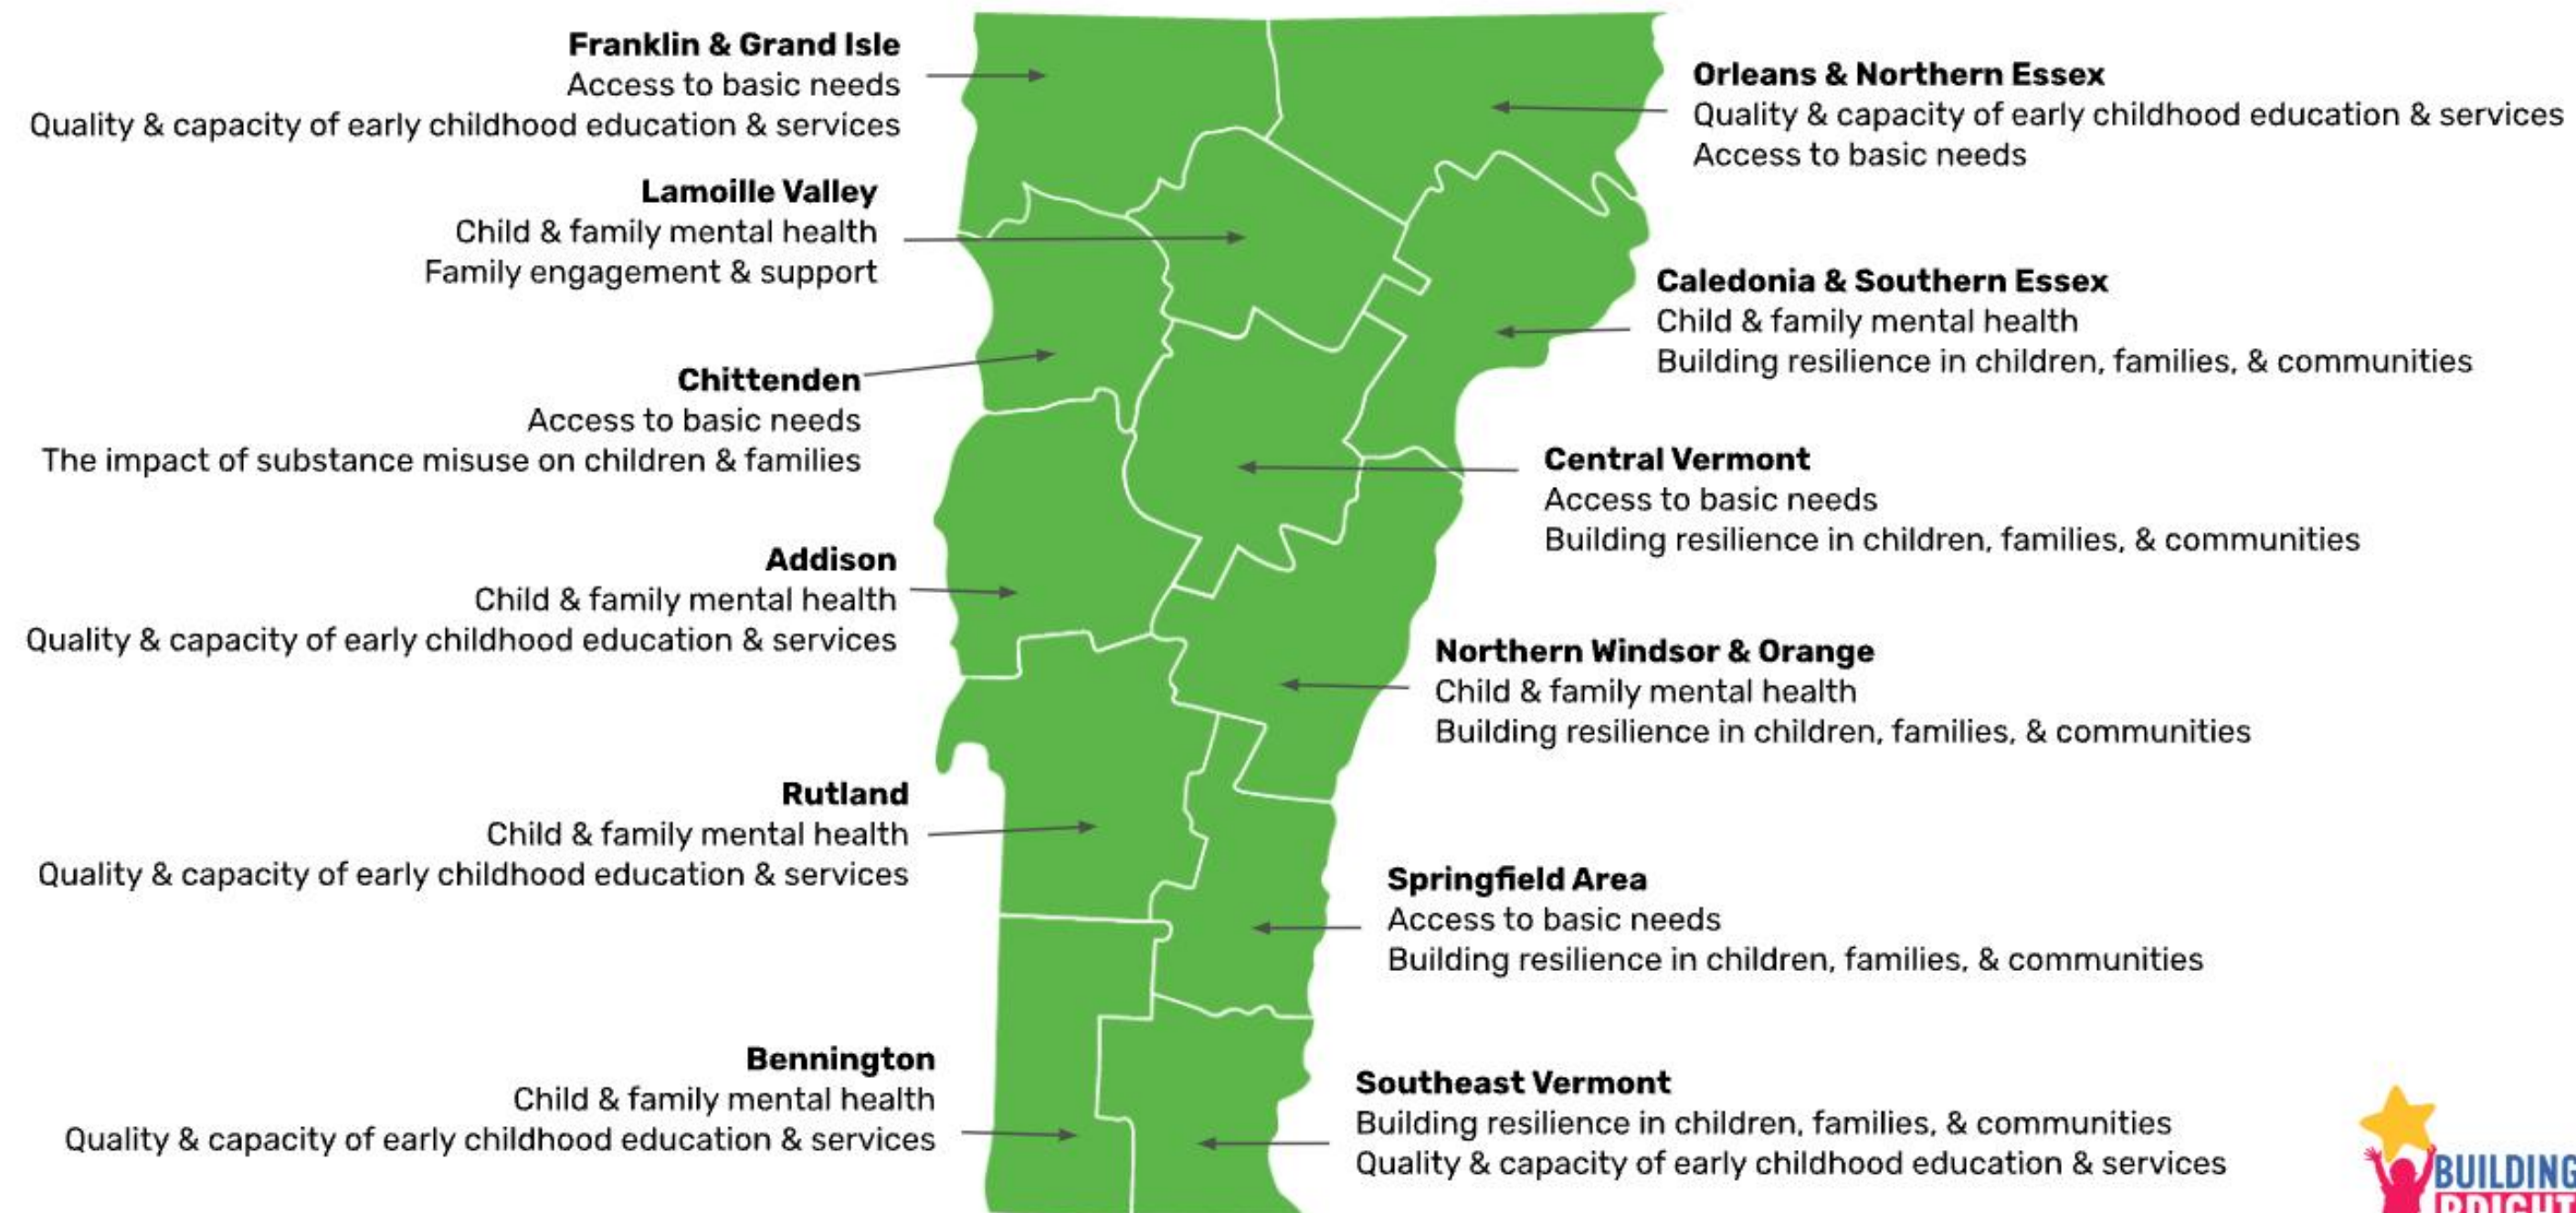 Franklin & Grand Isle
Access to basic needs
Quality & capacity of early childhood education & services
Lamoille Valley
Child & family mental health
Family engagement & support
Chittenden
Access to basic needs
The impact of substance misuse on children & families
Addison
Child & family mental health
Quality & capacity of early childhood education & services
Rutland
Child & family mental health
Quality & capacity of early childhood education & services
Bennington
Child & family mental health
Quality & capacity of early childhood education & services
Orleans & Northern Essex
Quality & capacity of early childhood education & services
Access to basic needs
Caledonia & Southern Essex
Child & family mental health
Building resilience in children, families, & communities
Central Vermont
Access to basic needs
Building resilience in children, families, & communities
Northern Windsor & Orange
Child & family mental health
Building resilience in children, families, & communities
Springfield Area
Access to basic needs
Building resilience in children, families, & communities
Southeast Vermont
Building resilience in children, families, & communities
Quality & capacity of early childhood education & services
BUILDING
BRIGHT